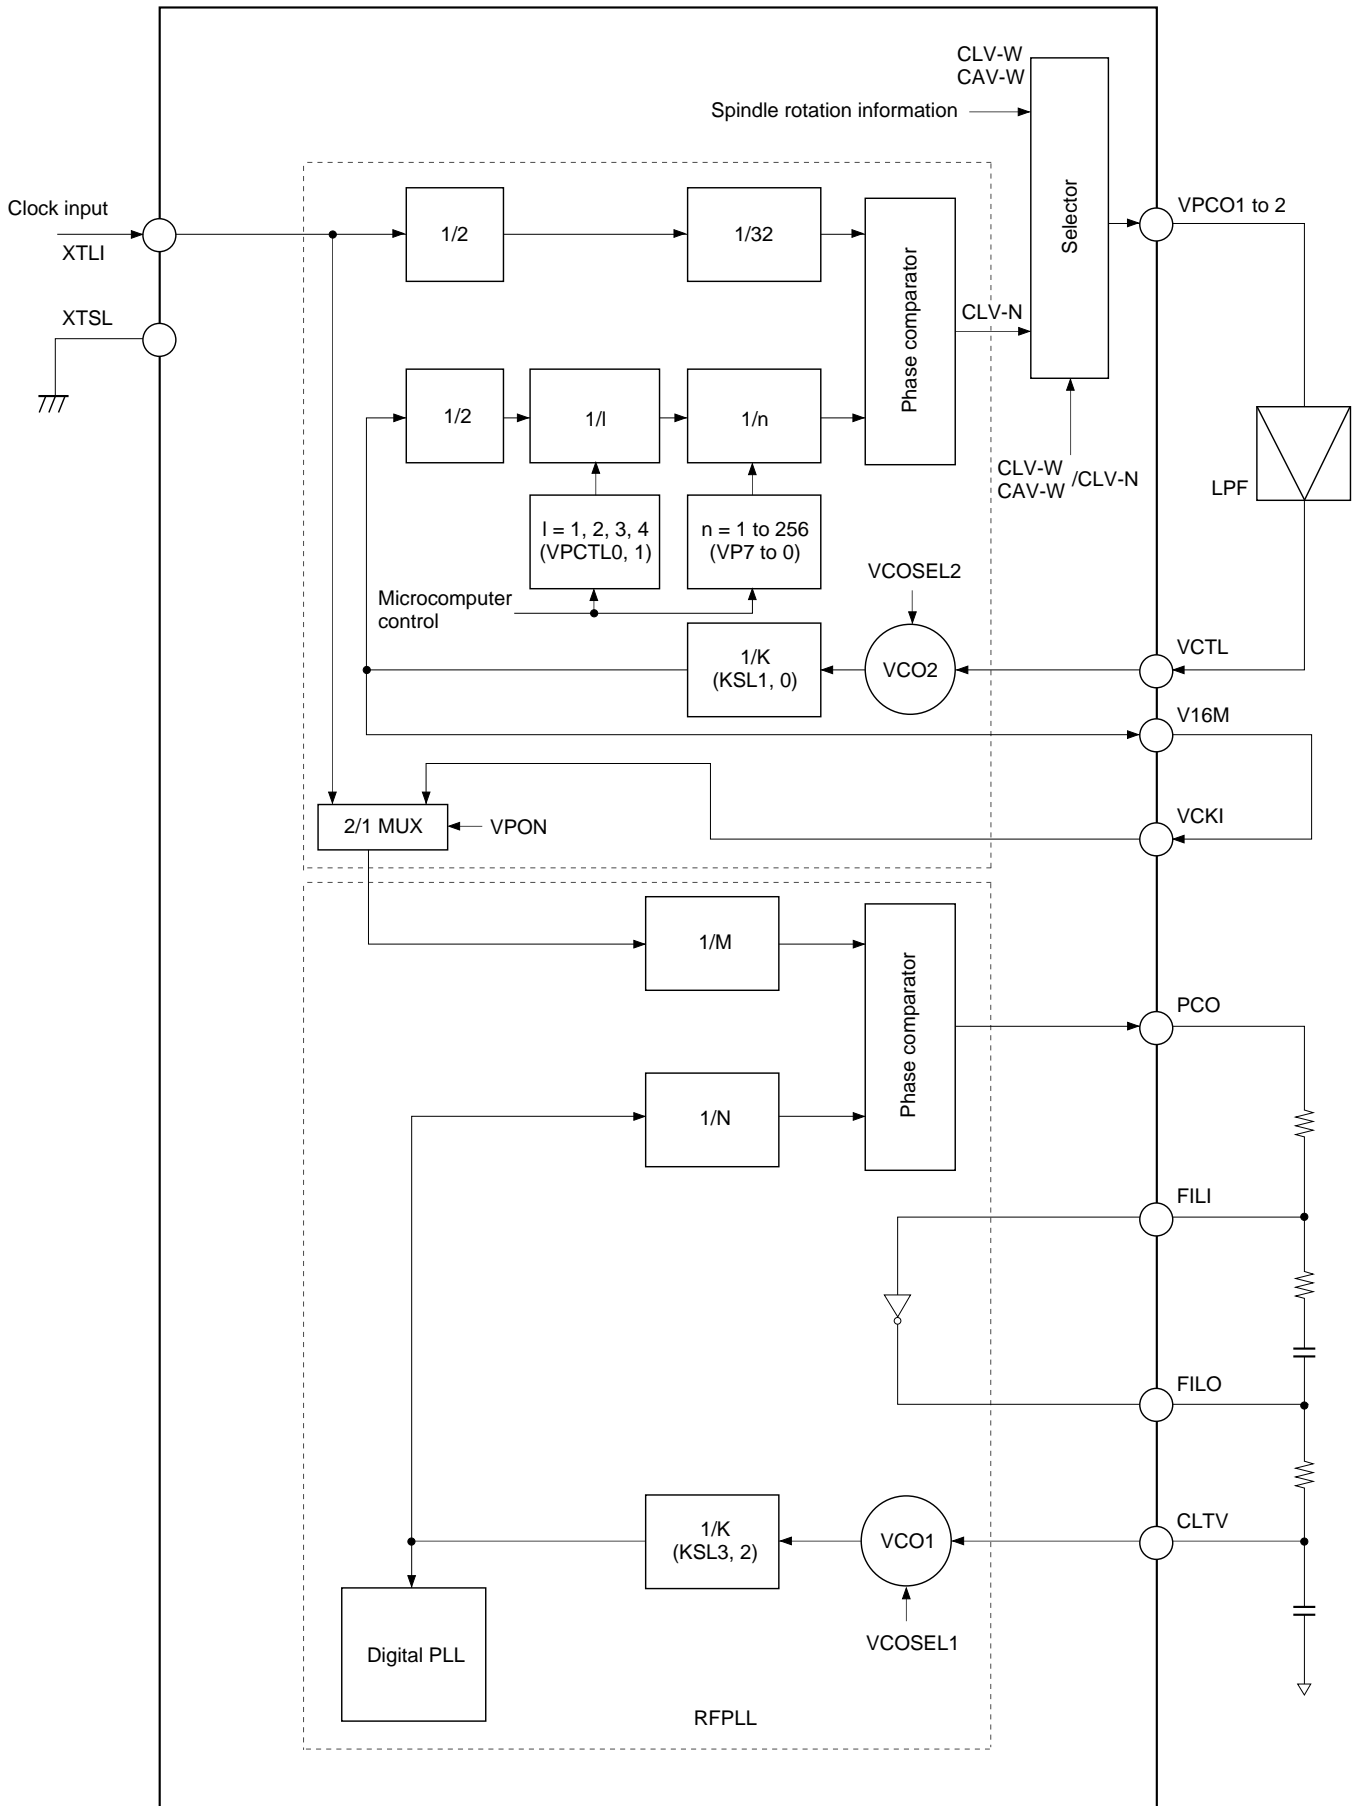 CLV-W
CAV-W
Spindle rotation information
Selector
Clock input
XTLI
1/2
1/32
Phase comparator
VPCO1 to 2
XTSL
CLV-N
1/2
1/l
1/n
CLV-W
CAV-W
/CLV-N
LPF
l = 1, 2, 3, 4
(VPCTL0, 1)
n = 1 to 256
(VP7 to 0)
VCOSEL2
Microcomputer
control
1/K
(KSL1, 0)
VCO2
VCTL
V16M
2/1 MUX
VPON
VCKI
1/M
Phase comparator
PCO
1/N
FILI
FILO
1/K
(KSL3, 2)
VCO1
CLTV
VCOSEL1
Digital PLL
RFPLL